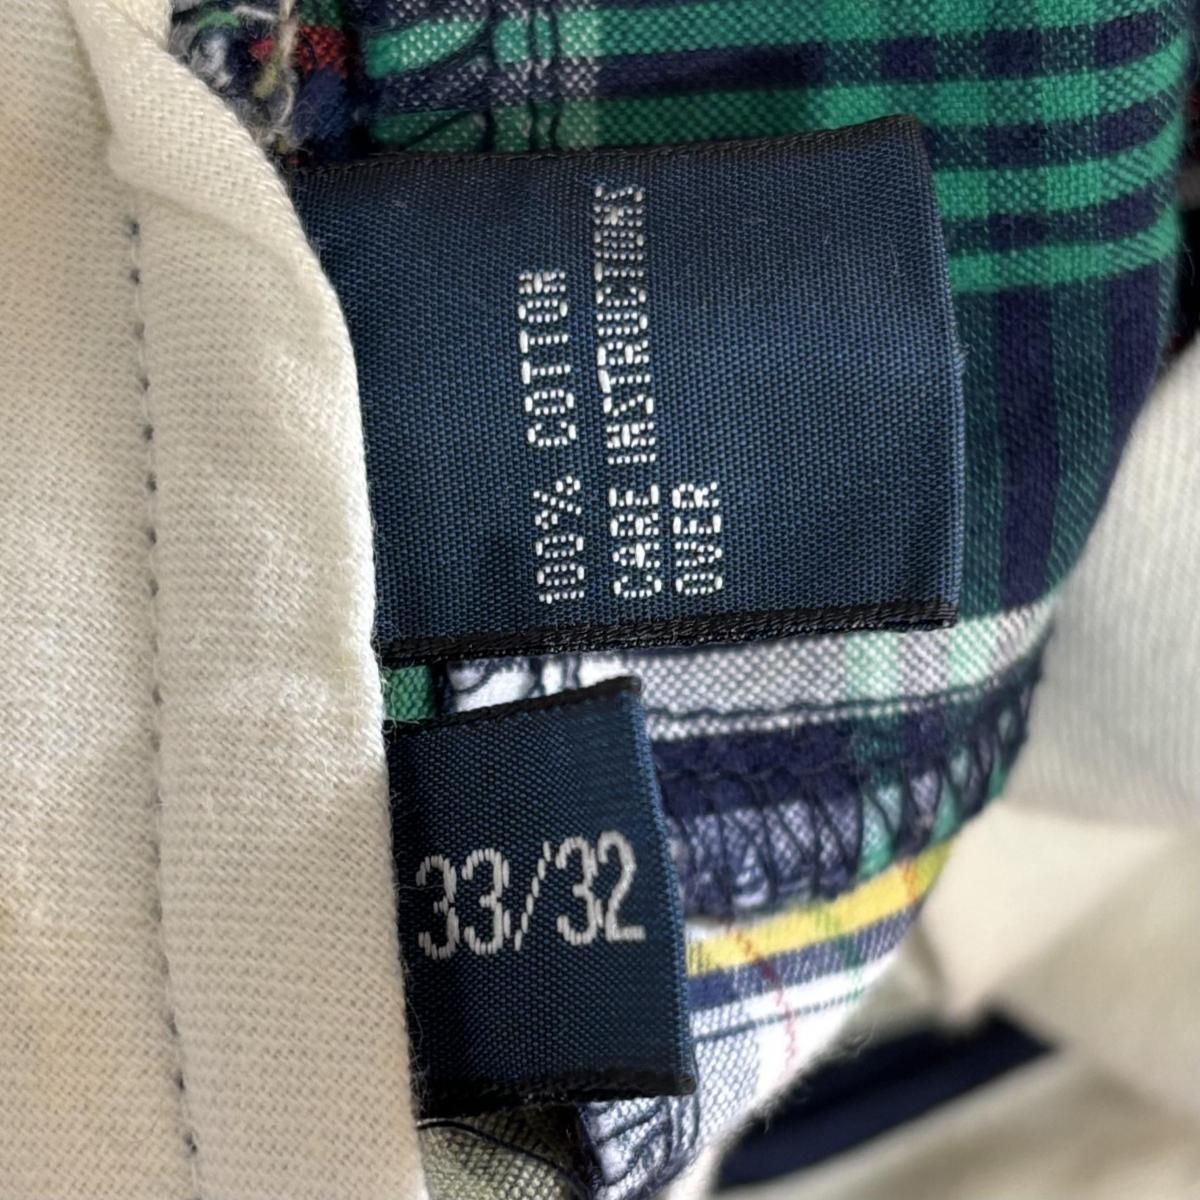 100% COTTON
CARE INSTRUCTIONS
OVER
33/32